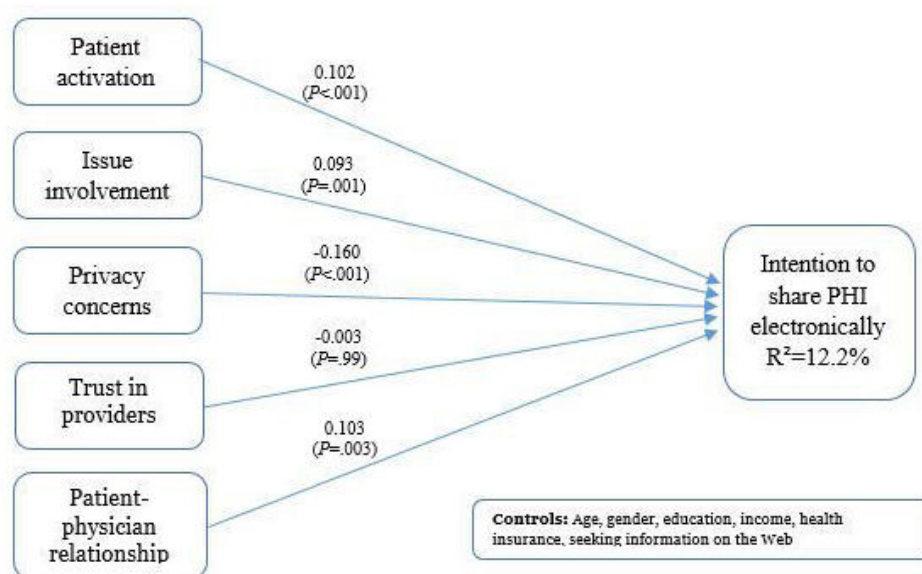 Patient
activation
0.102
(P<.001)
Issue
involvement
0.093
(P=.001)
Privacy
concerns
-0.160
(P<.001)
Trust in
providers
-0.003
(P=.99)
Patient-
physician
relationship
0.103
(P=.003)
Intention to
share PHI
electronically
R²=12.2%
Controls: Age, gender, education, income, health
insurance, seeking information on the Web